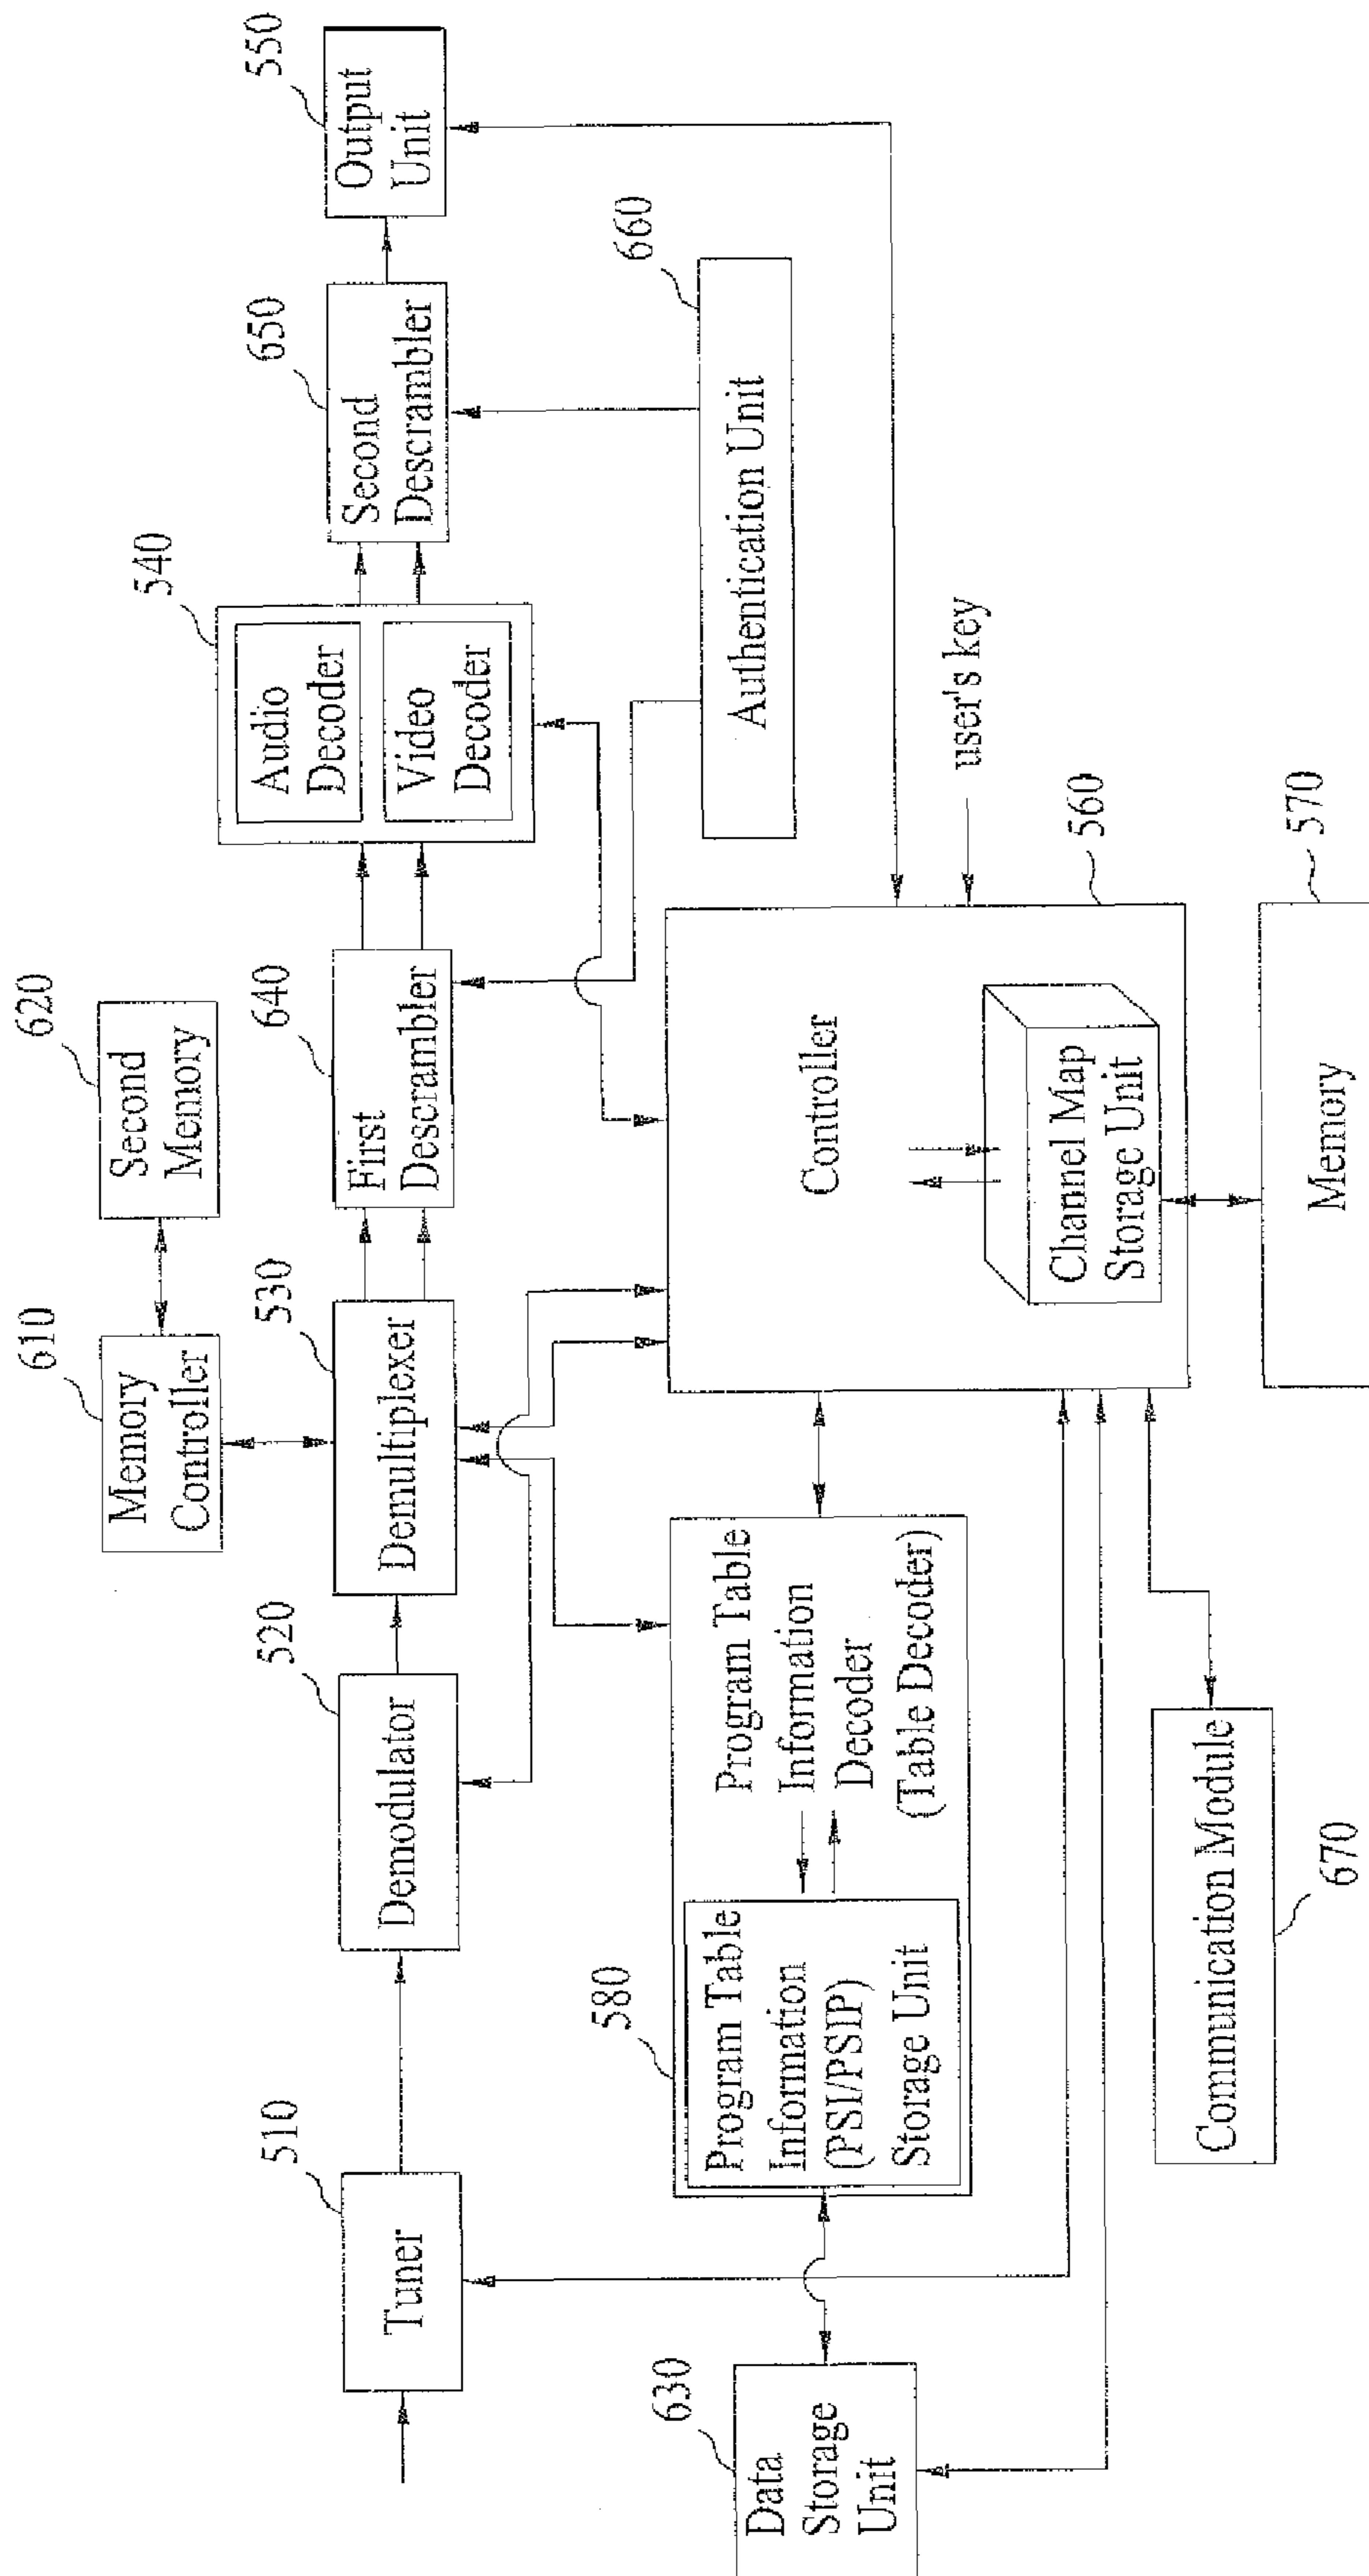 620
Second
Memory
610
Memory
Controller
510
Tuner
520
Demodulator
530
Demultiplexer
640
First
Descrambler
540
Audio
Decoder
Video
Decoder
650
Second
Descrambler
550
Output
Unit
630
Data
Storage
Unit
580
Program Table
Information
(PSI/PSIP)
Storage Unit
Program Table
Information
Decoder
(Table Decoder)
Controller
Channel Map
Storage Unit
560
user's key
660
Authentication Unit
Communication Module
670
570
Memory